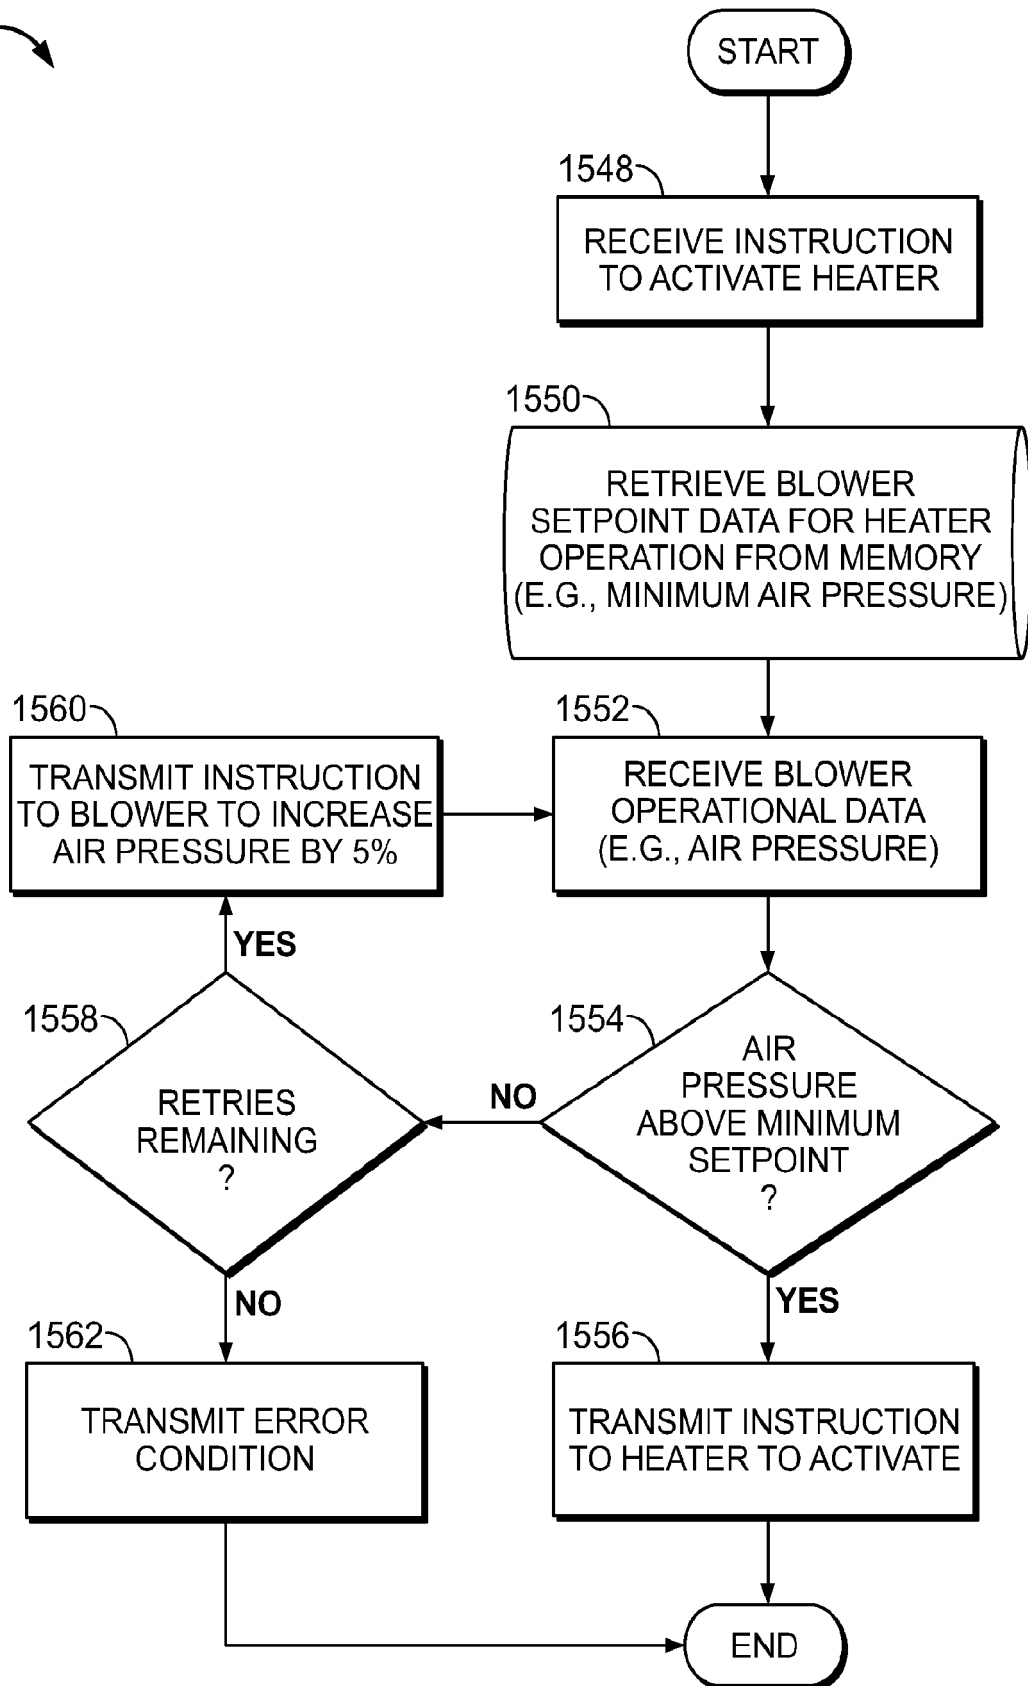 START
1548
RECEIVE INSTRUCTION
TO ACTIVATE HEATER
1550
RETRIEVE BLOWER
SETPOINT DATA FOR HEATER
OPERATION FROM MEMORY
(E.G., MINIMUM AIR PRESSURE)
1560
TRANSMIT INSTRUCTION
TO BLOWER TO INCREASE
AIR PRESSURE BY 5%
1552
RECEIVE BLOWER
OPERATIONAL DATA
(E.G., AIR PRESSURE)
YES
1558
RETRIES
REMAINING
?
NO
1554
AIR
PRESSURE
ABOVE MINIMUM
SETPOINT
?
NO
YES
1562
TRANSMIT ERROR
CONDITION
1556
TRANSMIT INSTRUCTION
TO HEATER TO ACTIVATE
END